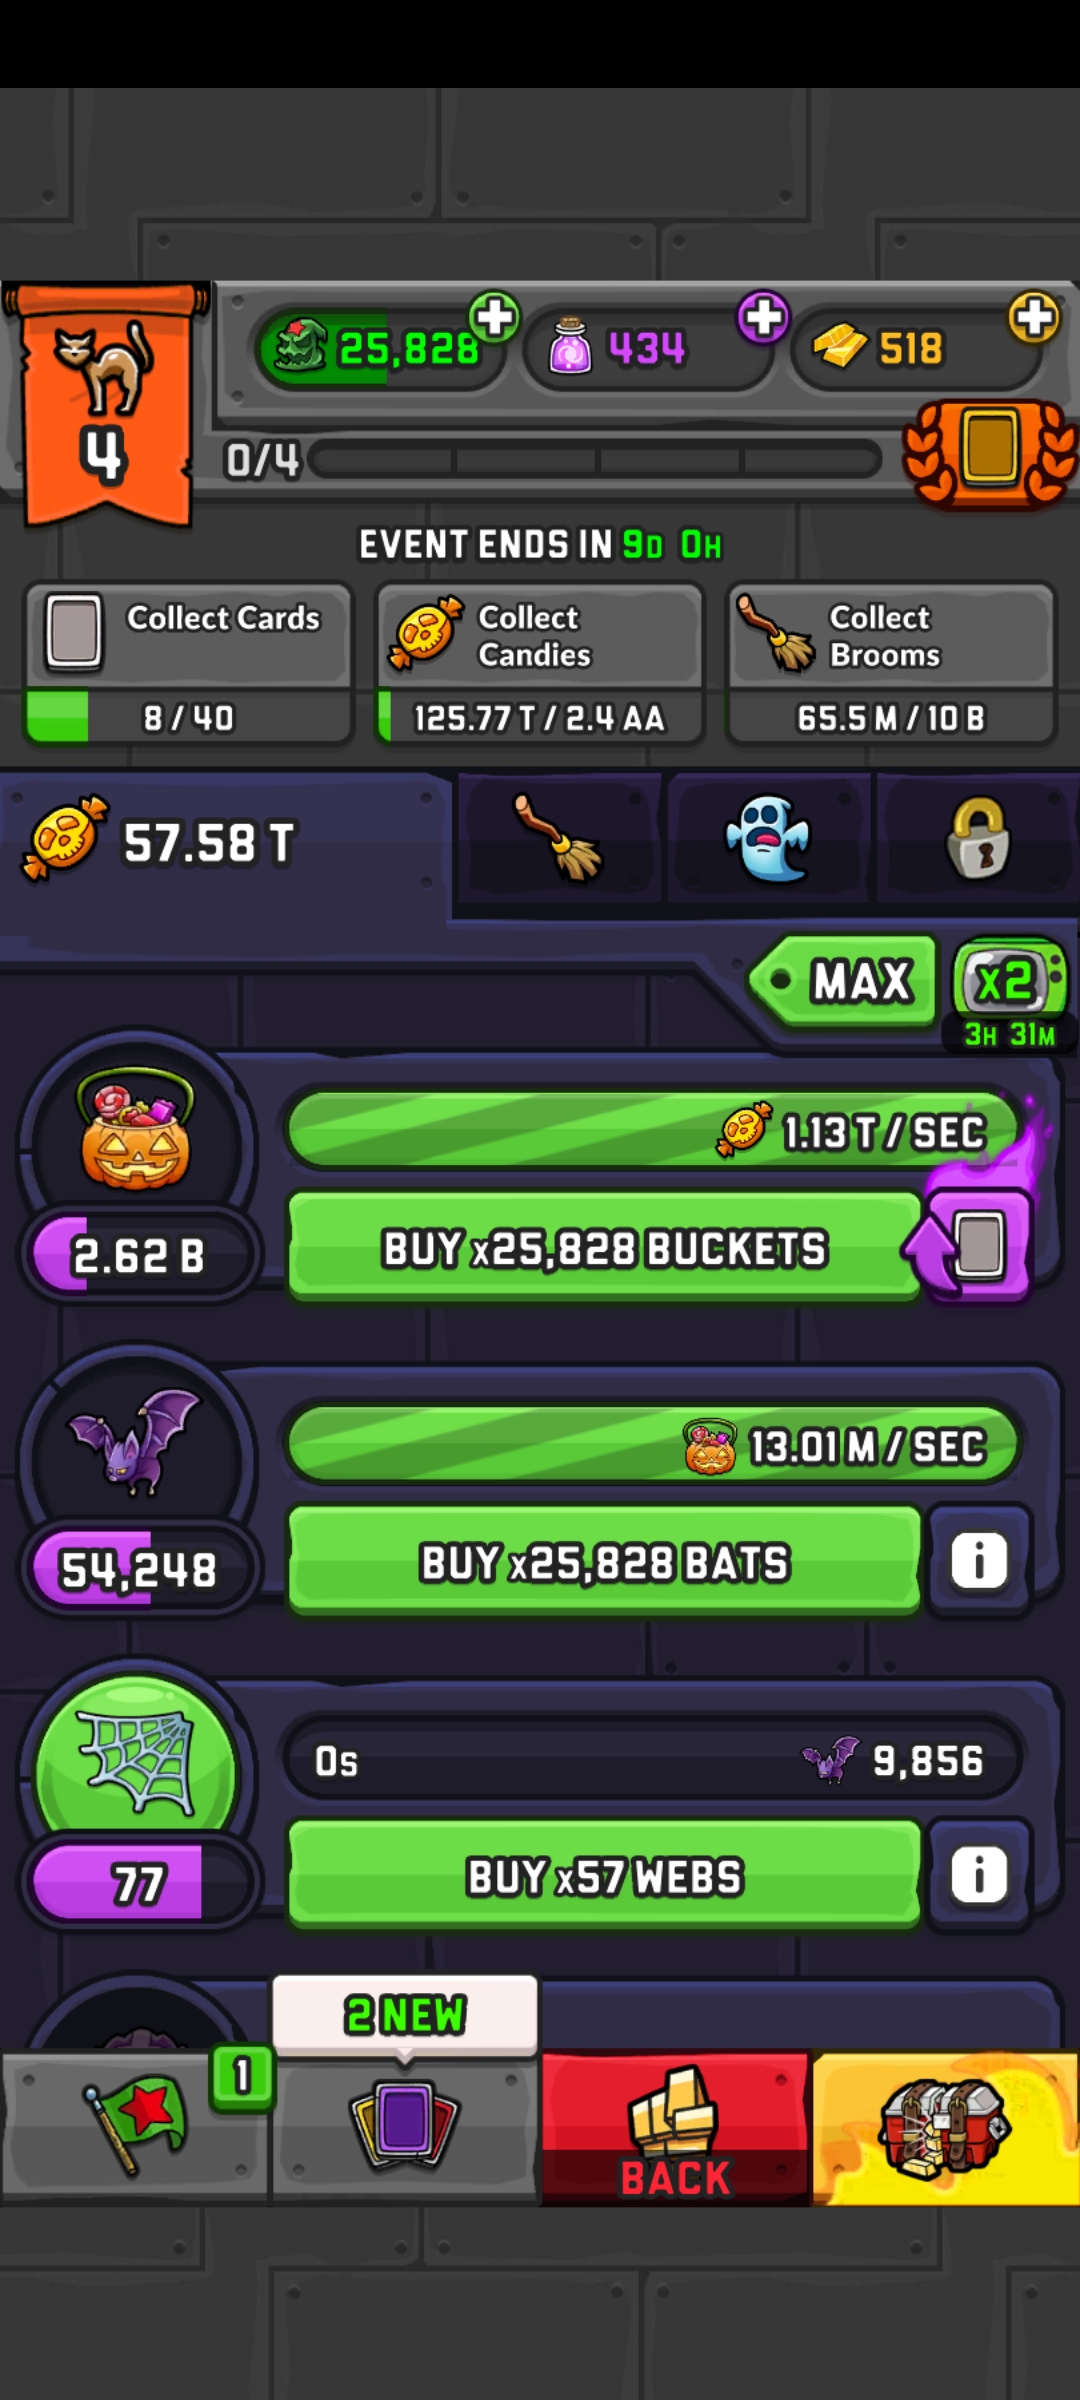 25,828
434
518
4
0/4
EVENT ENDS IN 9D 0H
Collect Cards
8 / 40
Collect
Candies
125.77 T / 2.4 AA
Collect
Brooms
65.5 M / 10 B
57.58 T
MAX
x2
3H 31M
1.13 T / SEC
2.62 B
BUY x25,828 BUCKETS
13.01 M / SEC
54,248
BUY x25,828 BATS
i
0s
9,856
77
BUY x57 WEBS
i
2 NEW
1
BACK